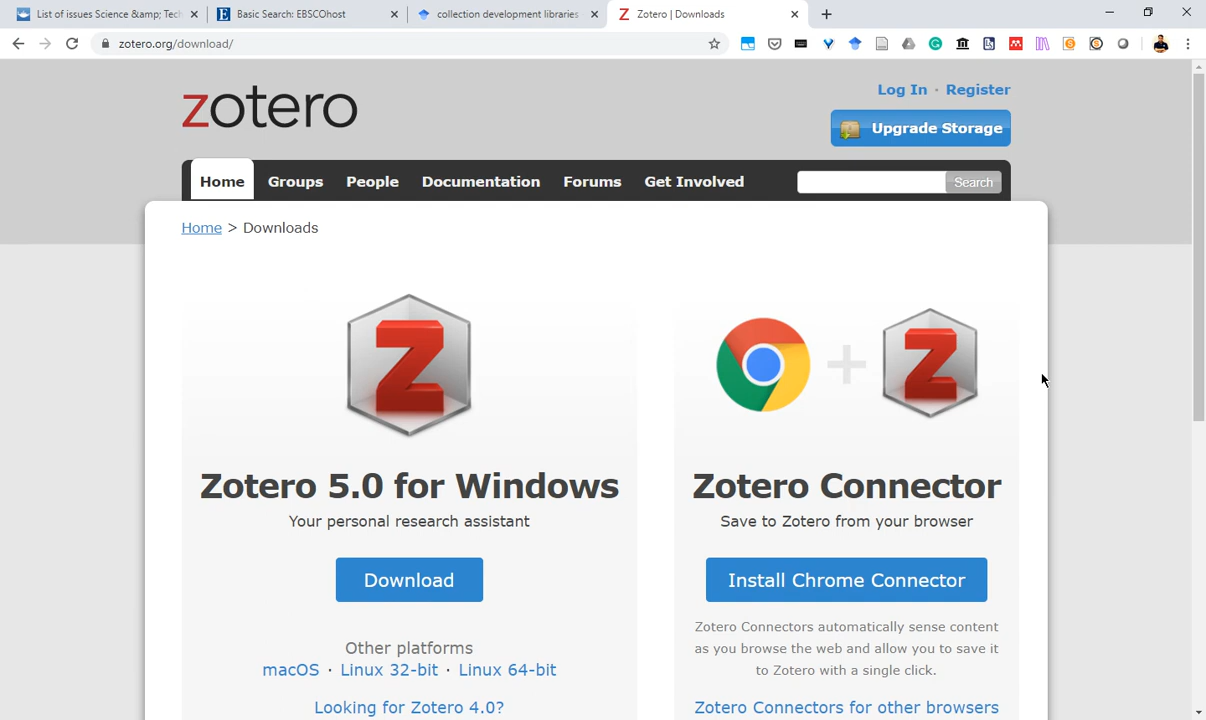 List of issues Science &amp; Tech
Basic Search: EBSCOhost
collection development libraries
Zotero | Downloads
zotero.org/download/
zotero
Log In · Register
Upgrade Storage
Home Groups People Documentation Forums Get Involved Search
Home > Downloads
Zotero 5.0 for Windows
Your personal research assistant
Download
Other platforms
macOS · Linux 32-bit · Linux 64-bit
Looking for Zotero 4.0?
Zotero Connector
Save to Zotero from your browser
Install Chrome Connector
Zotero Connectors automatically sense content
as you browse the web and allow you to save it
to Zotero with a single click.
Zotero Connectors for other browsers